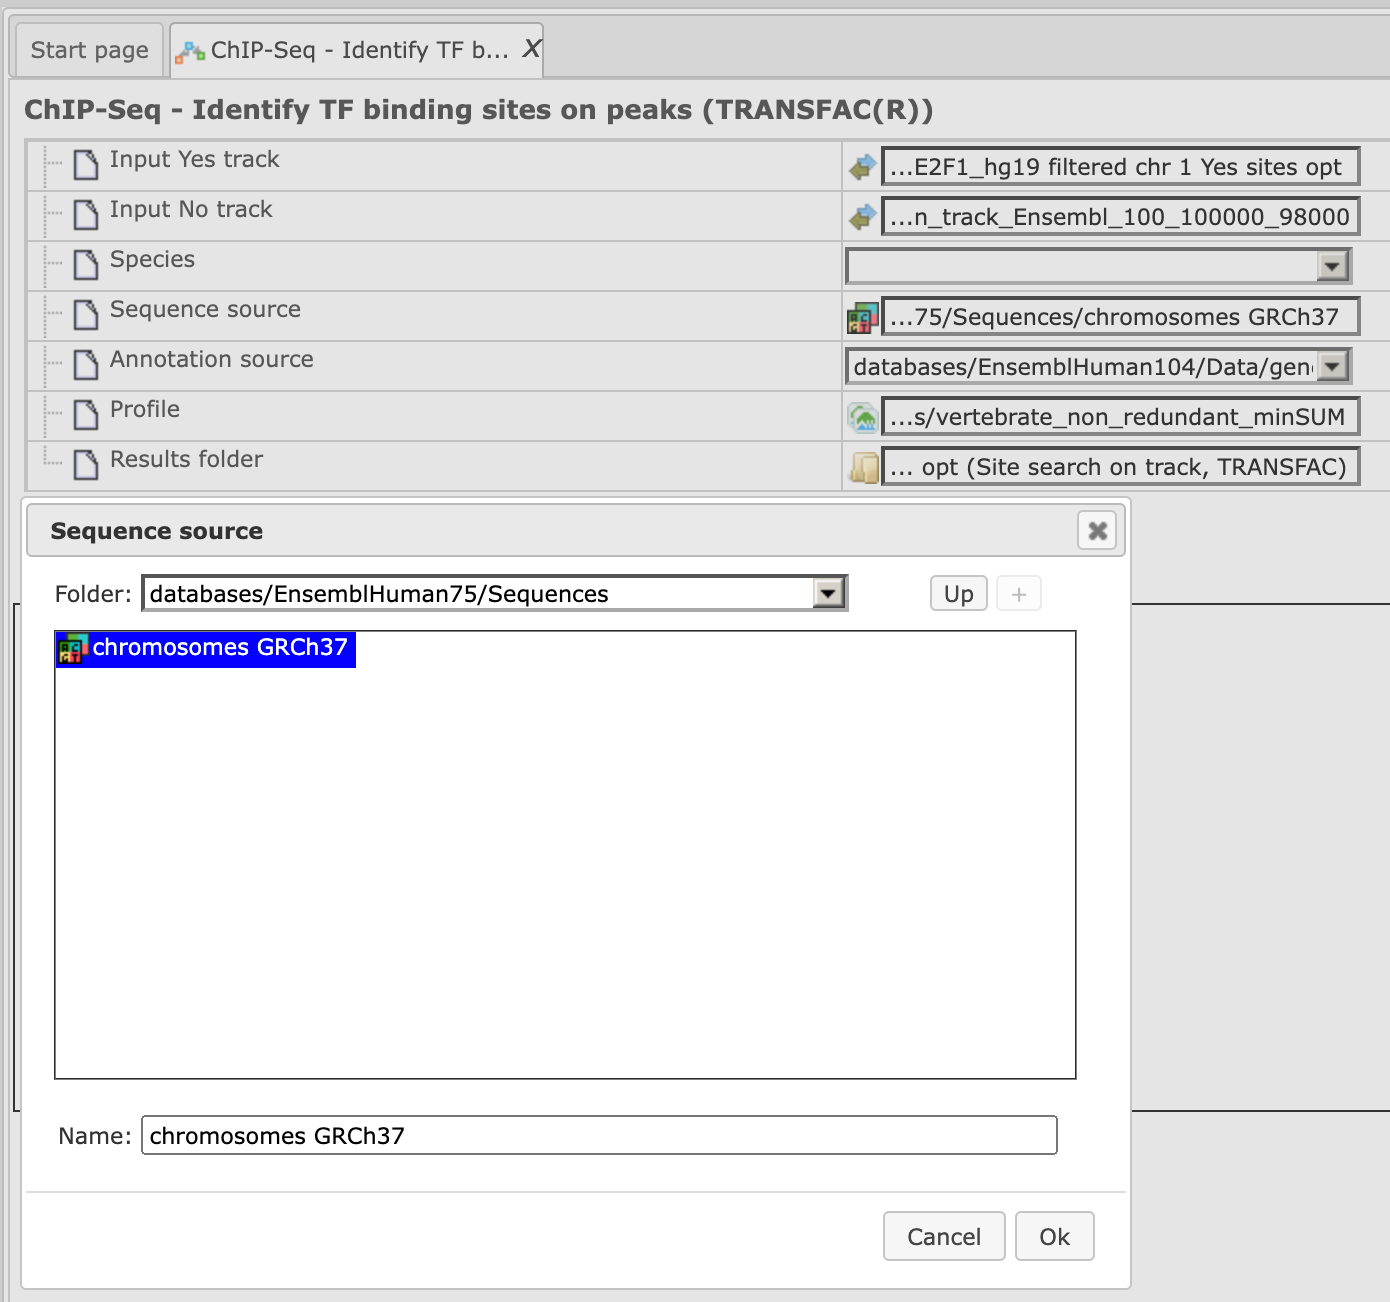 Start page
ChIP-Seq - Identify TF b... X
ChIP-Seq - Identify TF binding sites on peaks (TRANSFAC(R))
Input Yes track ...E2F1_hg19 filtered chr 1 Yes sites opt
Input No track ...n_track_Ensembl_100_100000_98000
Species
Sequence source ...75/Sequences/chromosomes GRCh37
Annotation source databases/EnsemblHuman104/Data/gen
Profile ...s/vertebrate_non_redundant_minSUM
Results folder ... opt (Site search on track, TRANSFAC)
Sequence source
Folder: databases/EnsemblHuman75/Sequences Up +
chromosomes GRCh37
Name: chromosomes GRCh37
Cancel Ok